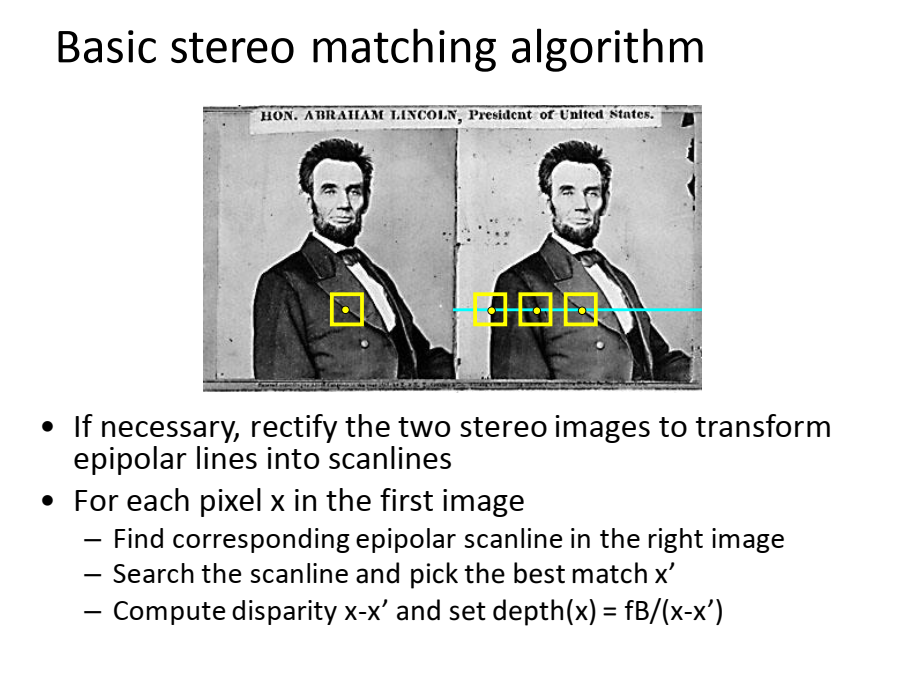 Basic stereo matching algorithm
HON. ABRAHAM LINCOLN, President of United States.
• If necessary, rectify the two stereo images to transform
epipolar lines into scanlines
• For each pixel x in the first image
– Find corresponding epipolar scanline in the right image
– Search the scanline and pick the best match x’
– Compute disparity x-x’ and set depth(x) = fB/(x-x’)